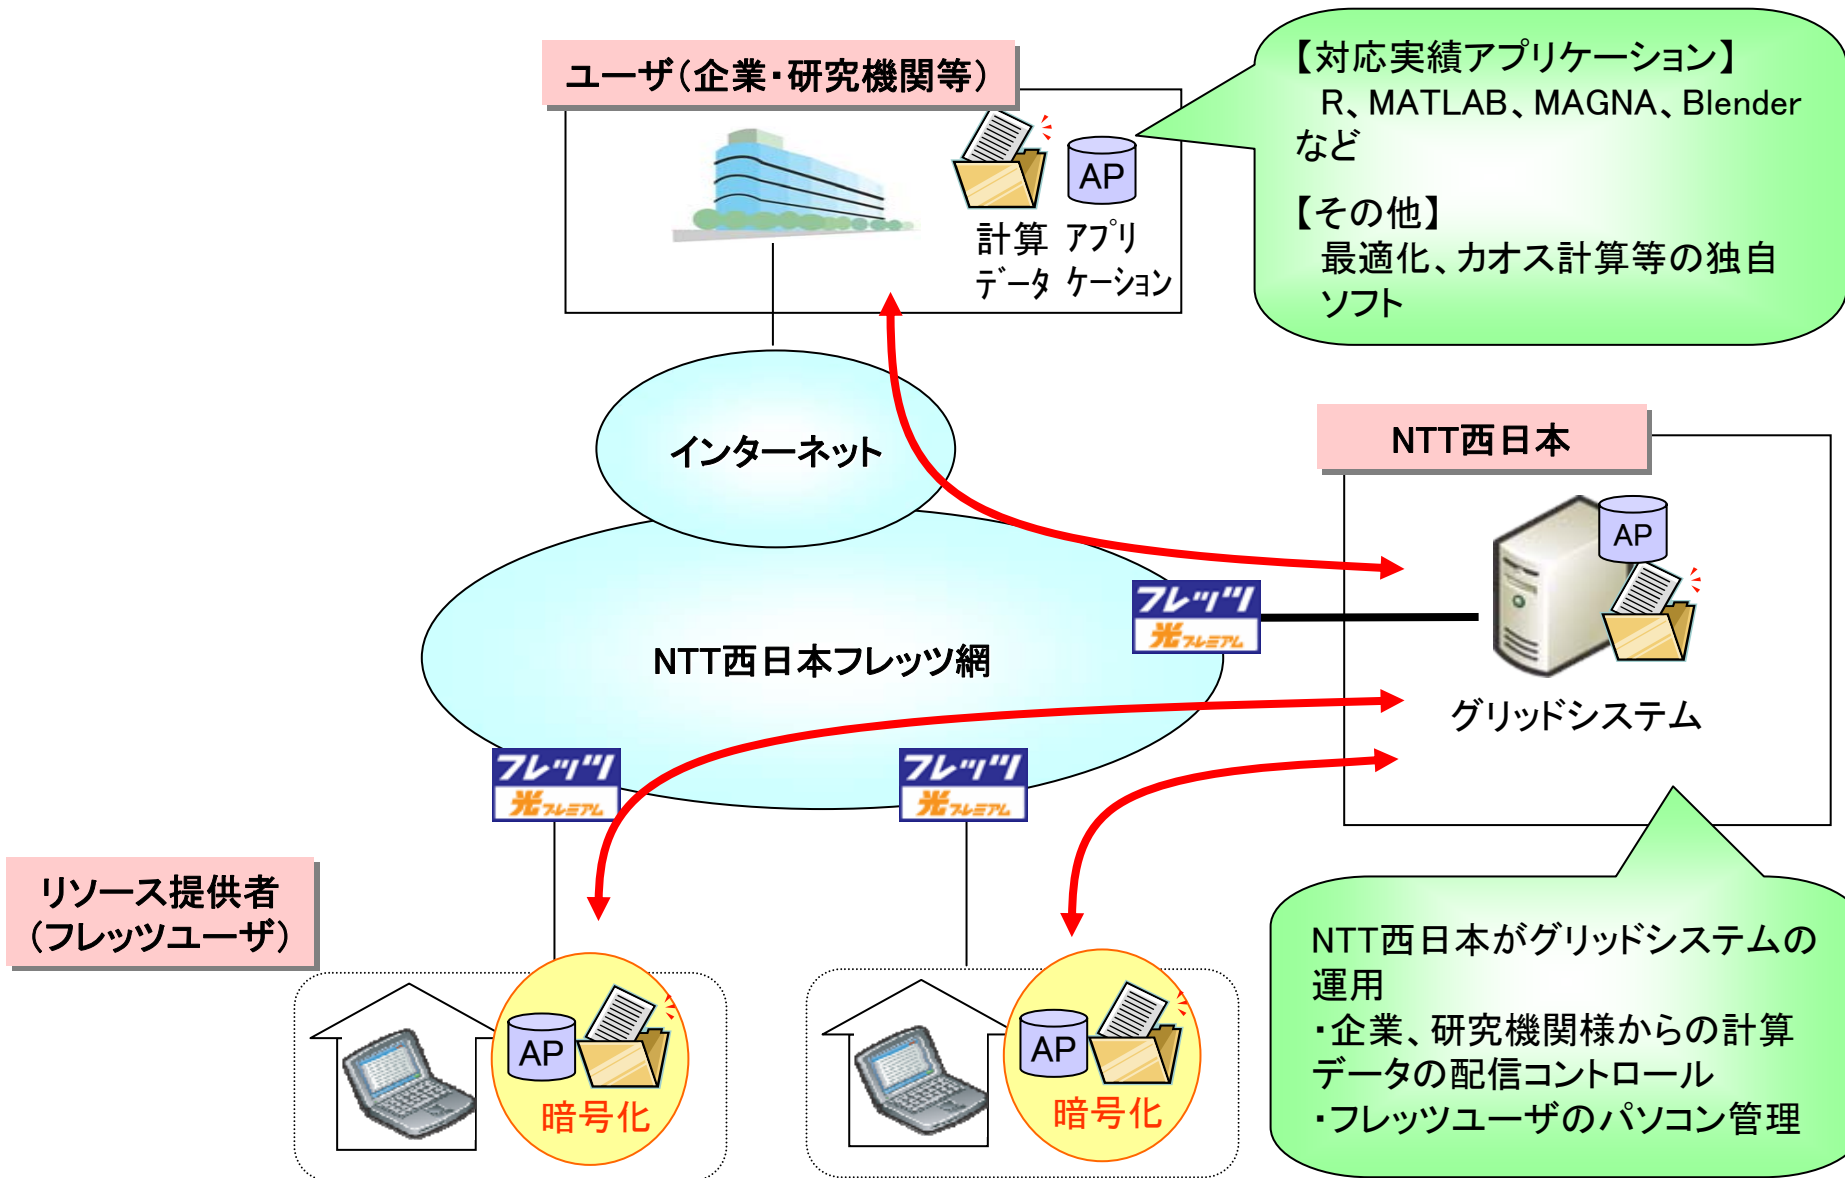 ユーザ(企業・研究機関等)
【対応実績アプリケーション】
R、MATLAB、MAGNA、Blender
など
【その他】
最適化、カオス計算等の独自
ソフト
AP
計算
データ
アプリ
ケーション
インターネット
NTT西日本
AP
グリッドシステム
フレッツ
光プレミアム
NTT西日本フレッツ網
フレッツ
光プレミアム
フレッツ
光プレミアム
リソース提供者
(フレッツユーザ)
AP
暗号化
AP
暗号化
NTT西日本がグリッドシステムの
運用
・企業、研究機関様からの計算
データの配信コントロール
・フレッツユーザのパソコン管理